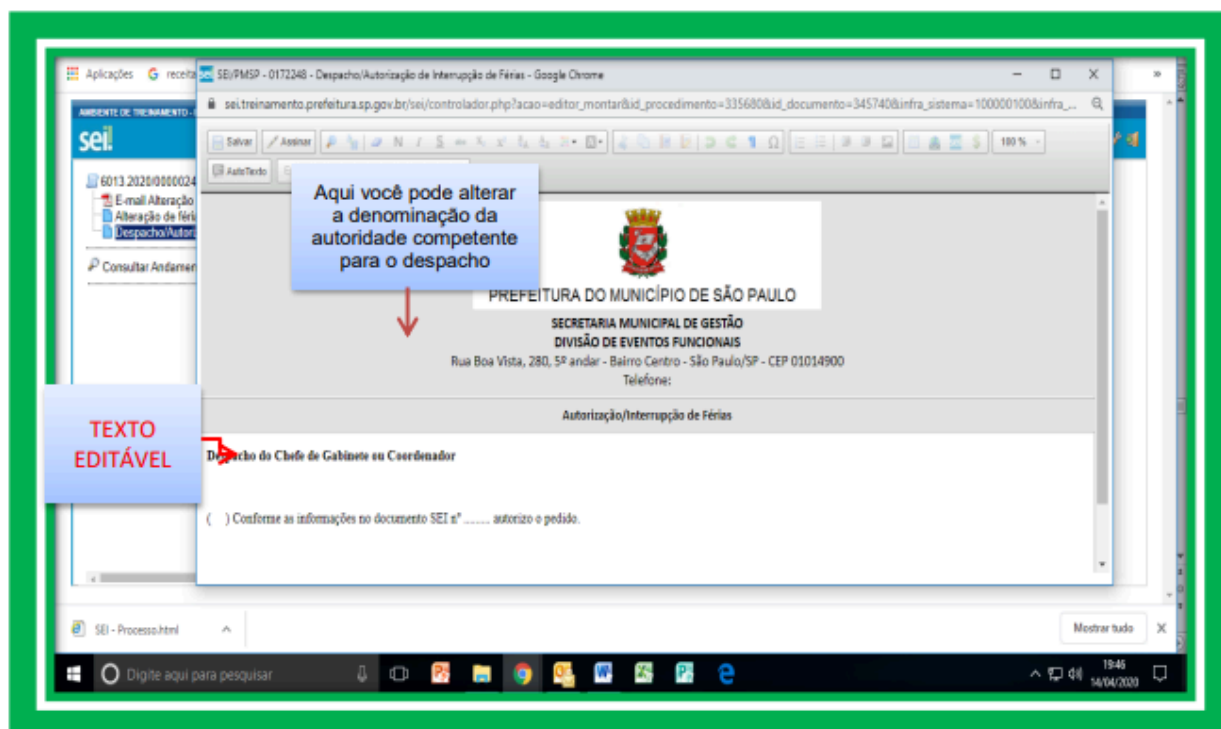 Aplicações
G
receita
SEI/PMSP - 0172248 - Despacho/Autorização de Interrupção de Férias - Google Chrome
sei.treinamento.prefeitura.sp.gov.br/sei/controlador.php?acao=editor_montar&id_procedimento=335680&id_documento=345740&infra_sistema=100000100&infra_...
AMBIENTE DE TREINAMENTO -
sei!
Salvar
Assinar
100 %
AutoTexto
6013.2020/0000024
E-mail Alteração
Alteração de féri
Despacho/Autori
Consultar Andamen
Aqui você pode alterar
a denominação da
autoridade competente
para o despacho
PREFEITURA DO MUNICÍPIO DE SÃO PAULO
SECRETARIA MUNICIPAL DE GESTÃO
DIVISÃO DE EVENTOS FUNCIONAIS
Rua Boa Vista, 280, 5º andar - Bairro Centro - São Paulo/SP - CEP 01014900
Telefone:
Autorização/Interrupção de Férias
TEXTO
EDITÁVEL
Despacho do Chefe de Gabinete ou Coordenador
( ) Conforme as informações no documento SEI nº ......... autorizo o pedido.
SEI - Processo.html
Mostrar tudo
Digite aqui para pesquisar
19:46
14/04/2020